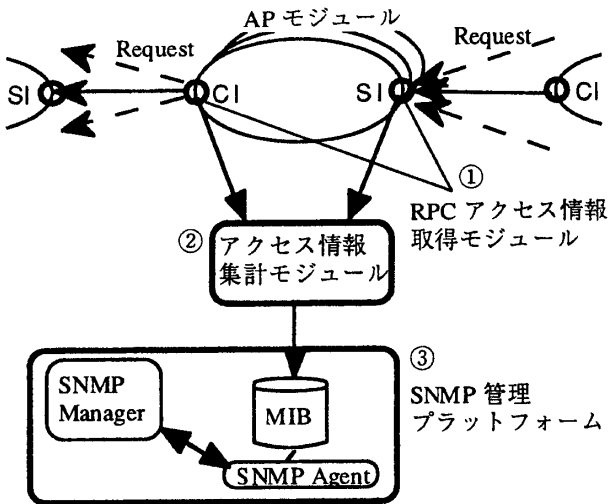 AP モジュール
Request
Request
SI
CI
SI
CI
①
RPC アクセス情報
取得モジュール
②
アクセス情報
集計モジュール
③
SNMP
Manager
MIB
SNMP 管理
プラットフォーム
SNMP Agent